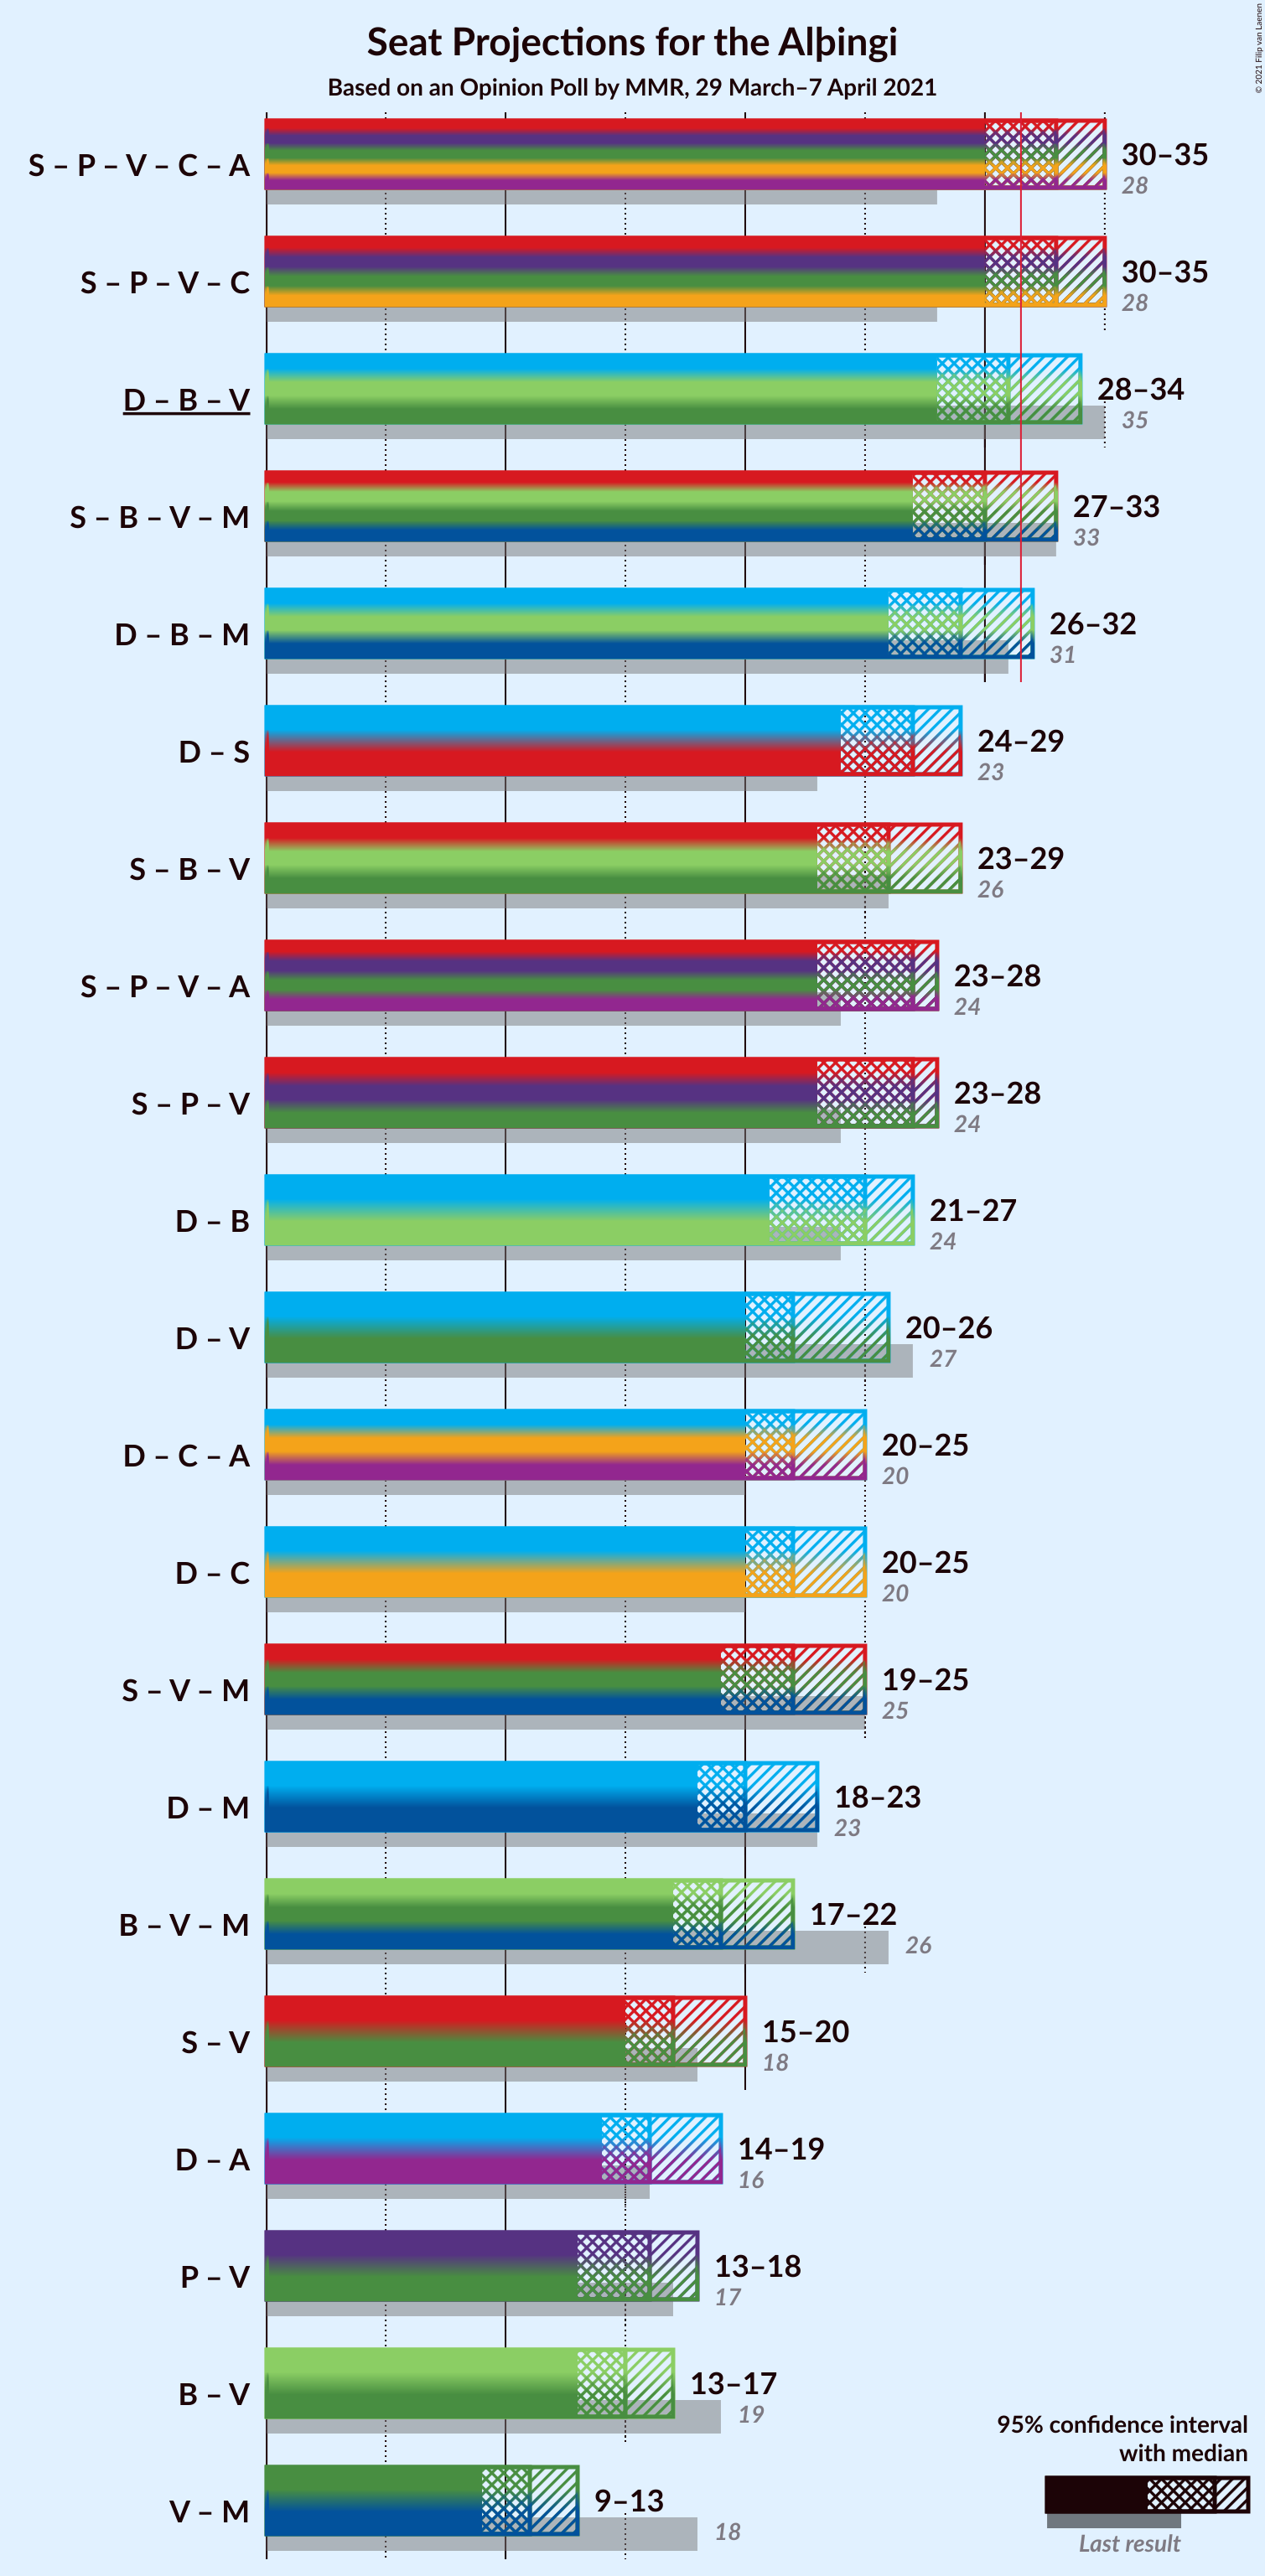 Seat Projections for the Alþingi
Based on an Opinion Poll by MMR, 29 March–7 April 2021
© 2021 Filip van Laenen
S – P – V – C – A
30–35
28
S – P – V – C
30–35
28
D – B – V
28–34
35
S – B – V – M
27–33
33
D – B – M
26–32
31
D – S
24–29
23
S – B – V
23–29
26
S – P – V – A
23–28
24
S – P – V
23–28
24
D – B
21–27
24
D – V
20–26
27
D – C – A
20–25
20
D – C
20–25
20
S – V – M
19–25
25
D – M
18–23
23
B – V – M
17–22
26
S – V
15–20
18
D – A
14–19
16
P – V
13–18
17
B – V
13–17
19
V – M
9–13
18
95% confidence interval
with median
Last result